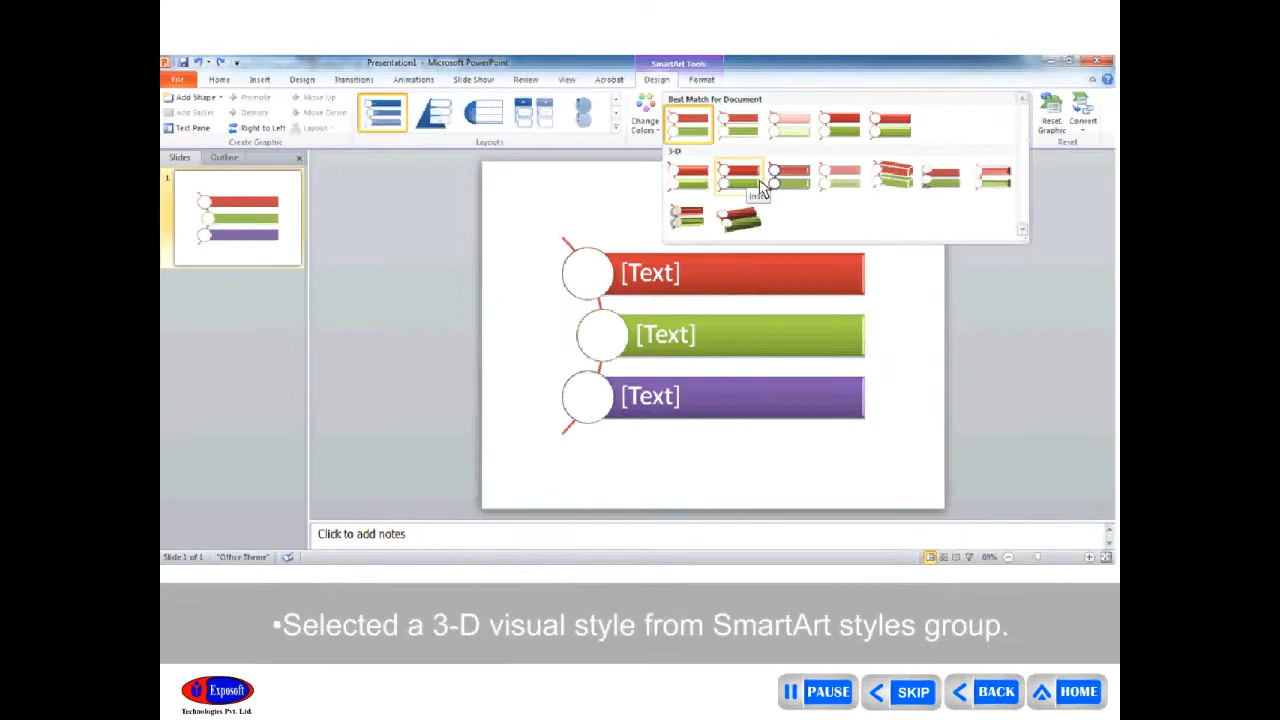 Presentation1 - Microsoft PowerPoint
SmartArt Tools
File Home Insert Design Transitions Animations Slide Show Review View Acrobat Design Format
Add Shape Promote Move Up
Add Bullet Demote Move Down
Text Pane Right to Left Layout
Create Graphic
Layouts
Change
Colors
Best Match for Document
3-D
Reset
Graphic
Convert
Reset
Slides Outline
1
[Text]
[Text]
[Text]
Click to add notes
Slide 1 of 1 "Office Theme"
69%
•Selected a 3-D visual style from SmartArt styles group.
Exposoft
Technologies Pvt. Ltd.
PAUSE SKIP BACK HOME